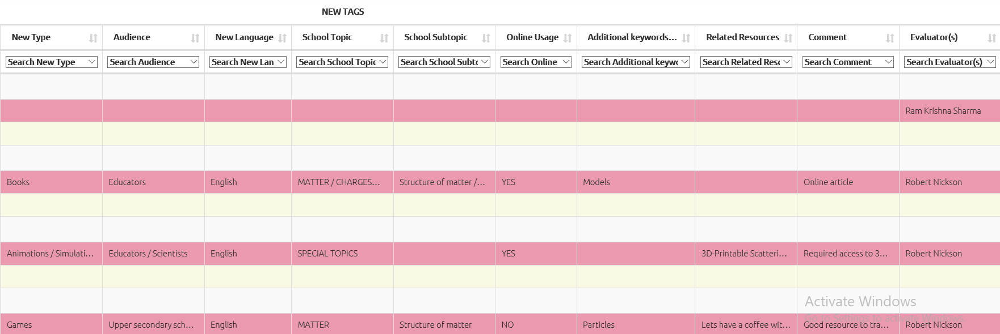 NEW TAGS
New Type Audience New Language School Topic School Subtopic Online Usage Additional keywords... Related Resources Comment Evaluator(s)
Search New Type Search Audience Search New Lan Search School Topic Search School Subto Search Online Search Additional keyw Search Related Reso Search Comment Search Evaluator(s)
Ram Krishna Sharma
Books Educators English MATTER / CHARGES... Structure of matter /... YES Models Online article Robert Nickson
Animations / Simulati... Educators / Scientists English SPECIAL TOPICS YES 3D-Printable Scatteri... Required access to 3... Robert Nickson
Activate Windows
Go to Settings to activate Windows.
Games Upper secondary sch... English MATTER Structure of matter NO Particles Lets have a coffee wit... Good resource to tra... Robert Nickson